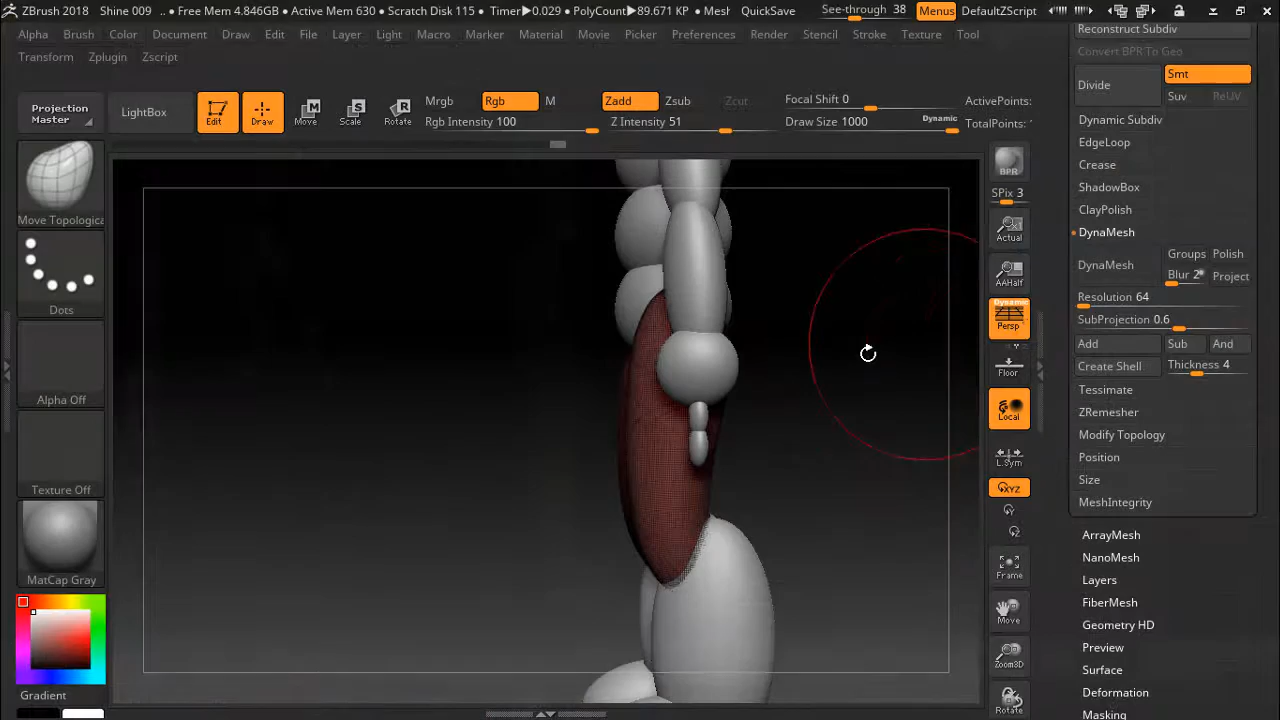 ZBrush 2018 Shine 009 .. • Free Mem 4.846GB • Active Mem 630 • Scratch Disk 115 • Timer▶0.029 • PolyCount▶89.671 KP • Mesh QuickSave See-through 38 Menus DefaultZScript
Alpha Brush Color Document Draw Edit File Layer Light Macro Marker Material Movie Picker Preferences Render Stencil Stroke Texture Tool
Transform Zplugin Zscript
Projection Master
LightBox
Edit
Draw
Move
Scale
Rotate
Mrgb Rgb M
Rgb Intensity 100
Zadd Zsub Zcut
Z Intensity 51
Focal Shift 0
Draw Size 1000
Dynamic
ActivePoints:
TotalPoints:
Move Topologica
Dots
Alpha Off
Texture Off
MatCap Gray
Gradient
BPR
SPix 3
Actual
AAHalf
Dynamic
Persp
Floor
Local
L.Sym
XYZ
Frame
Move
Zoom3D
Rotate
Reconstruct Subdiv
Convert BPR To Geo
Divide
Smt
Suv ReUV
Dynamic Subdiv
EdgeLoop
Crease
ShadowBox
ClayPolish
DynaMesh
DynaMesh
Groups Polish
Blur 2 Project
Resolution 64
SubProjection 0.6
Add Sub And
Create Shell Thickness 4
Tessimate
ZRemesher
Modify Topology
Position
Size
MeshIntegrity
ArrayMesh
NanoMesh
Layers
FiberMesh
Geometry HD
Preview
Surface
Deformation
Masking